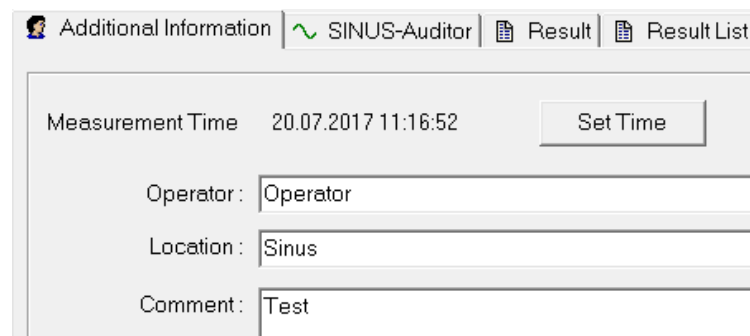 Additional Information SINUS-Auditor Result Result List
Measurement Time 20.07.2017 11:16:52 Set Time
Operator: Operator
Location: Sinus
Comment: Test